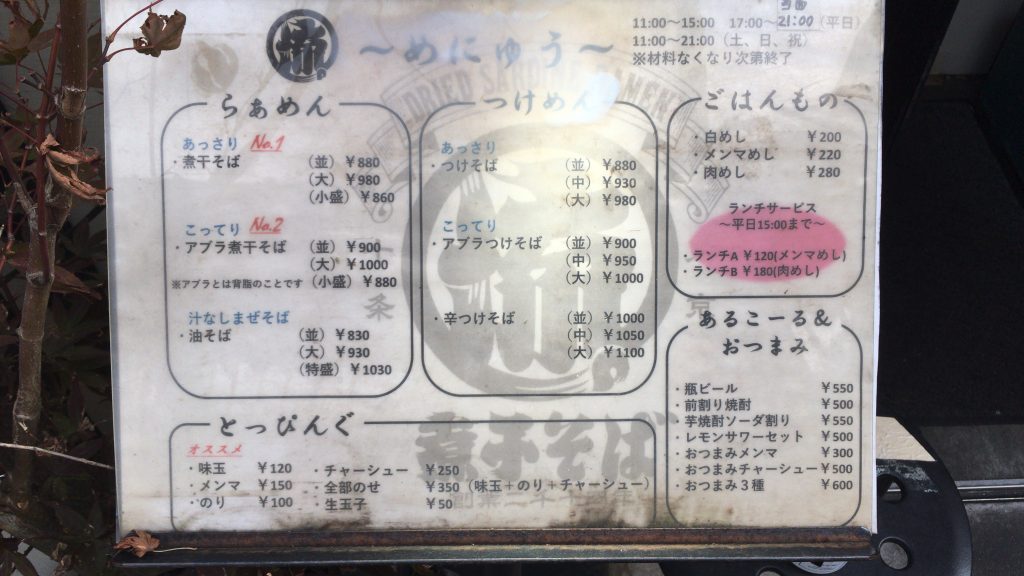 〜めにゅう〜
当面
11:00〜15:00 17:00〜21:00(平日)
11:00〜21:00(土、日、祝)
※材料なくなり次第終了
らぁめん
あっさり No.1
・煮干そば (並)￥880
(大)￥980
(小盛)￥860
こってり No.2
・アブラ煮干そば (並)￥900
(大)￥1000
※アブラとは背脂のことです (小盛)￥880
汁なしまぜそば
・油そば (並)￥830
(大)￥930
(特盛)￥1030
つけめん
あっさり
・つけそば (並)￥880
(中)￥930
(大)￥980
こってり
・アブラつけそば (並)￥900
(中)￥950
(大)￥1000
・辛つけそば (並)￥1000
(中)￥1050
(大)￥1100
ごはんもの
・白めし ￥200
・メンマめし ￥220
・肉めし ￥280
ランチサービス
〜平日15:00まで〜
・ランチA ￥120(メンマめし)
・ランチB ￥180(肉めし)
あるこーる&
おつまみ
・瓶ビール ￥550
・前割り焼酎 ￥500
・芋焼酎ソーダ割り ￥550
・レモンサワーセット ￥500
・おつまみメンマ ￥300
・おつまみチャーシュー￥500
・おつまみ３種 ￥600
とっぴんぐ
オススメ
・味玉 ￥120
・メンマ ￥150
・のり ￥100
・チャーシュー ￥250
・全部のせ ￥350(味玉+のり+チャーシュー)
・生玉子 ￥50
DRIED SARDINE RAMEN
煮干そば